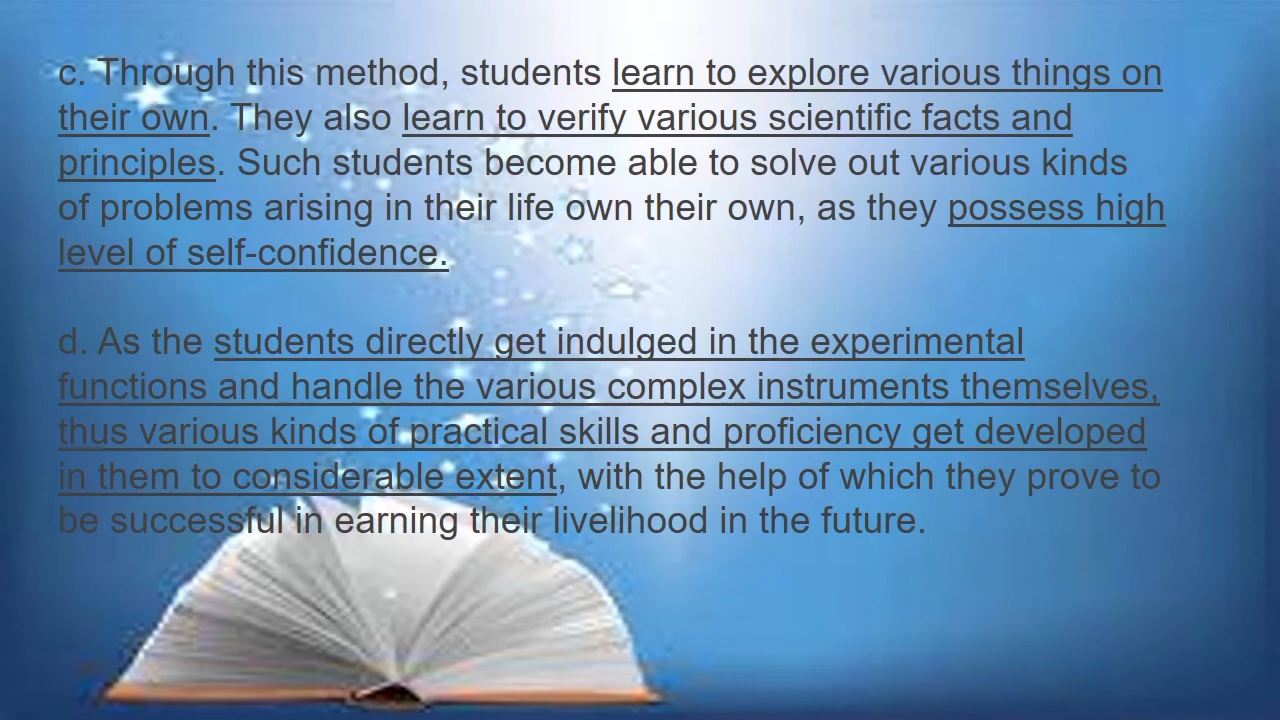 c. Through this method, students learn to explore various things on
their own. They also learn to verify various scientific facts and
principles. Such students become able to solve out various kinds
of problems arising in their life own their own, as they possess high
level of self-confidence.
d. As the students directly get indulged in the experimental
functions and handle the various complex instruments themselves,
thus various kinds of practical skills and proficiency get developed
in them to considerable extent, with the help of which they prove to
be successful in earning their livelihood in the future.